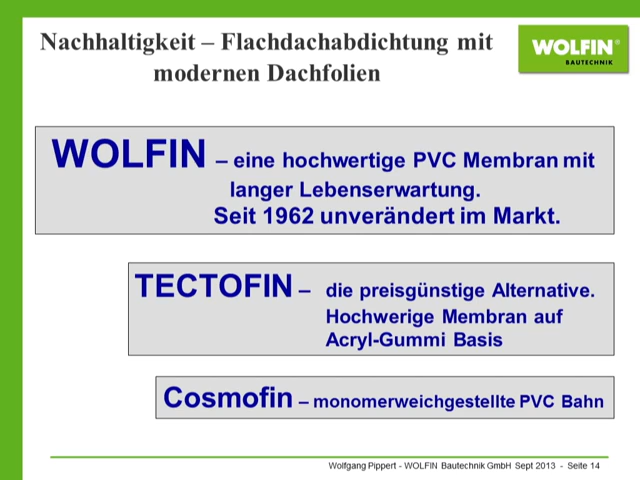 Nachhaltigkeit – Flachdachabdichtung mit
modernen Dachfolien
WOLFIN®
BAUTECHNIK
WOLFIN – eine hochwertige PVC Membran mit
langer Lebenserwartung.
Seit 1962 unverändert im Markt.
TECTOFIN – die preisgünstige Alternative.
Hochwerige Membran auf
Acryl-Gummi Basis
Cosmofin – monomerweichgestellte PVC Bahn
Wolfgang Pippert - WOLFIN Bautechnik GmbH Sept 2013 - Seite 14